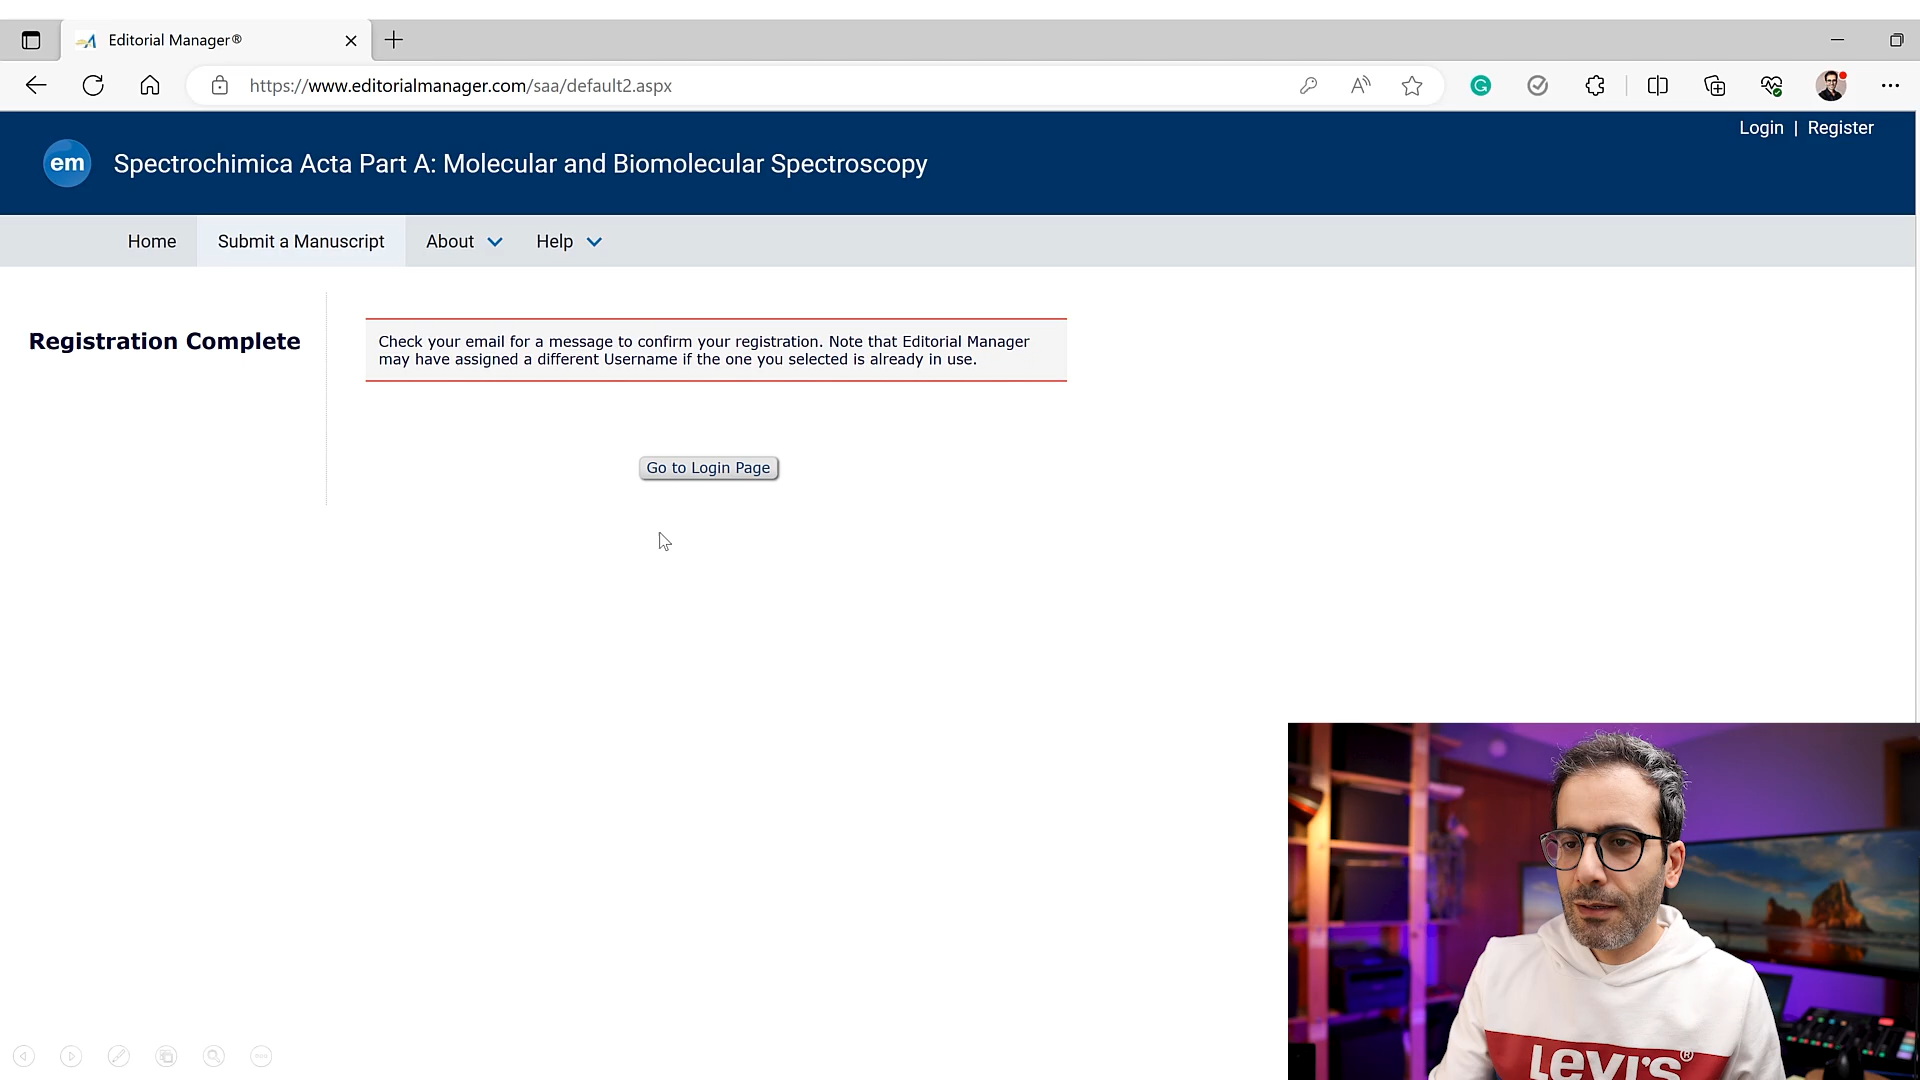 Editorial Manager®
https://www.editorialmanager.com/saa/default2.aspx
Login | Register
em
Spectrochimica Acta Part A: Molecular and Biomolecular Spectroscopy
Home
Submit a Manuscript
About
Help
Registration Complete
Check your email for a message to confirm your registration. Note that Editorial Manager
may have assigned a different Username if the one you selected is already in use.
Go to Login Page
Levi's®